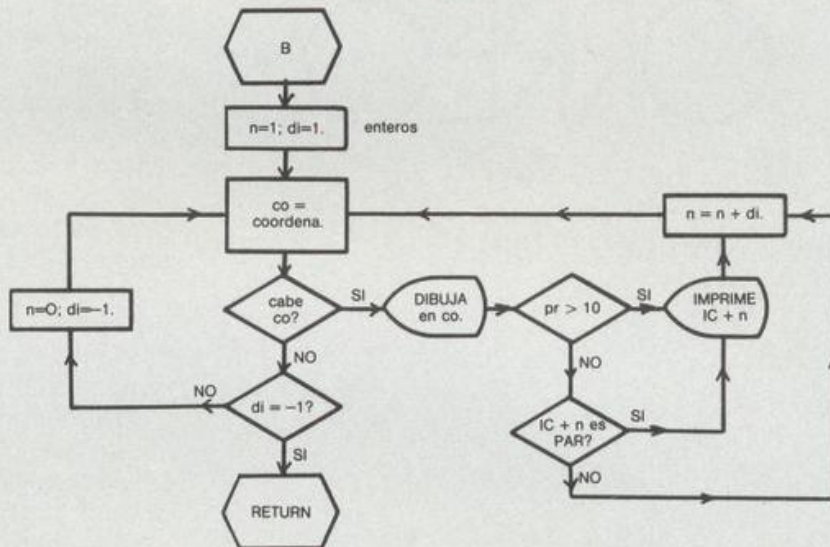 B
n=1; di=1.
enteros
co =
coordena.
n = n + di.
n=O; di=-1.
cabe
co?
SI
DIBUJA
en co.
pr > 10
SI
IMPRIME
IC + n
NO
NO
NO
di = -1?
IC + n es
PAR?
SI
SI
NO
RETURN